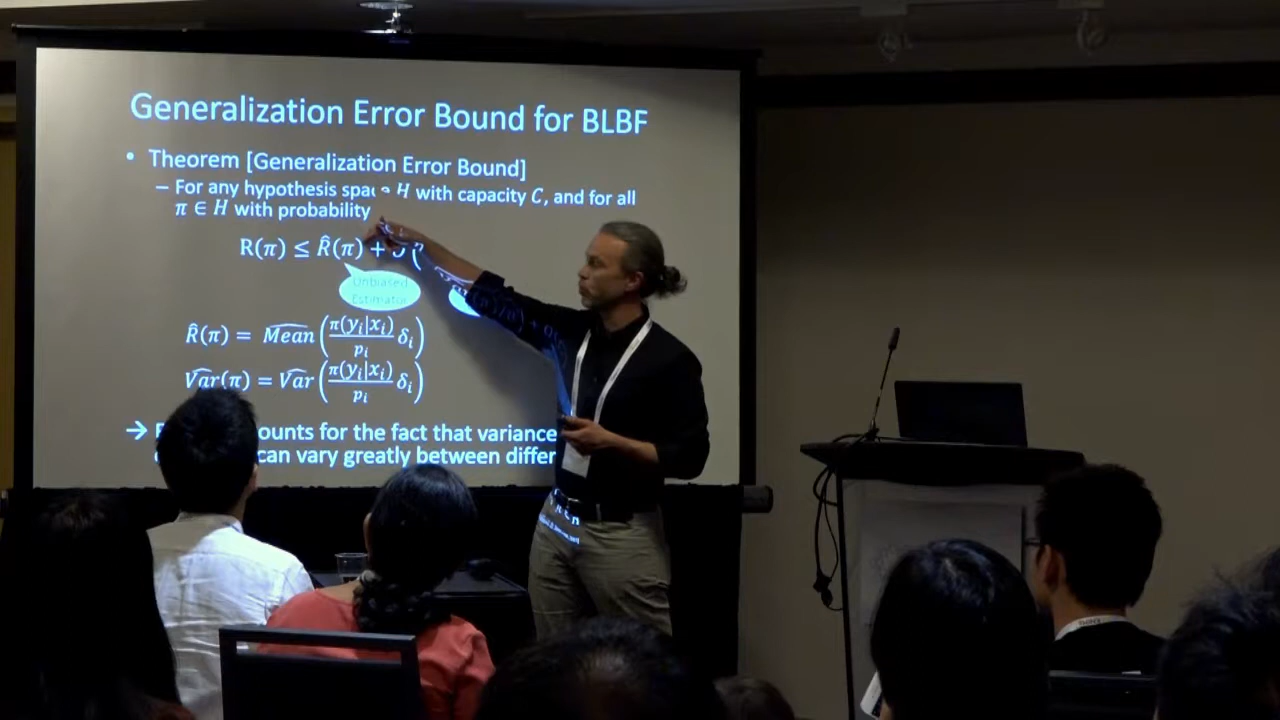 Generalization Error Bound for BLBF
• Theorem [Generalization Error Bound]
– For any hypothesis space H with capacity C, and for all
π ∈ H with probability
R(π) ≤ R̂(π) + O (
Unbiased
Estimator
R̂(π) = M̂ean (π(yᵢ|xᵢ)/pᵢ δᵢ)
V̂ar(π) = V̂ar (π(yᵢ|xᵢ)/pᵢ δᵢ)
→ counts for the fact that variance
can vary greatly between differ